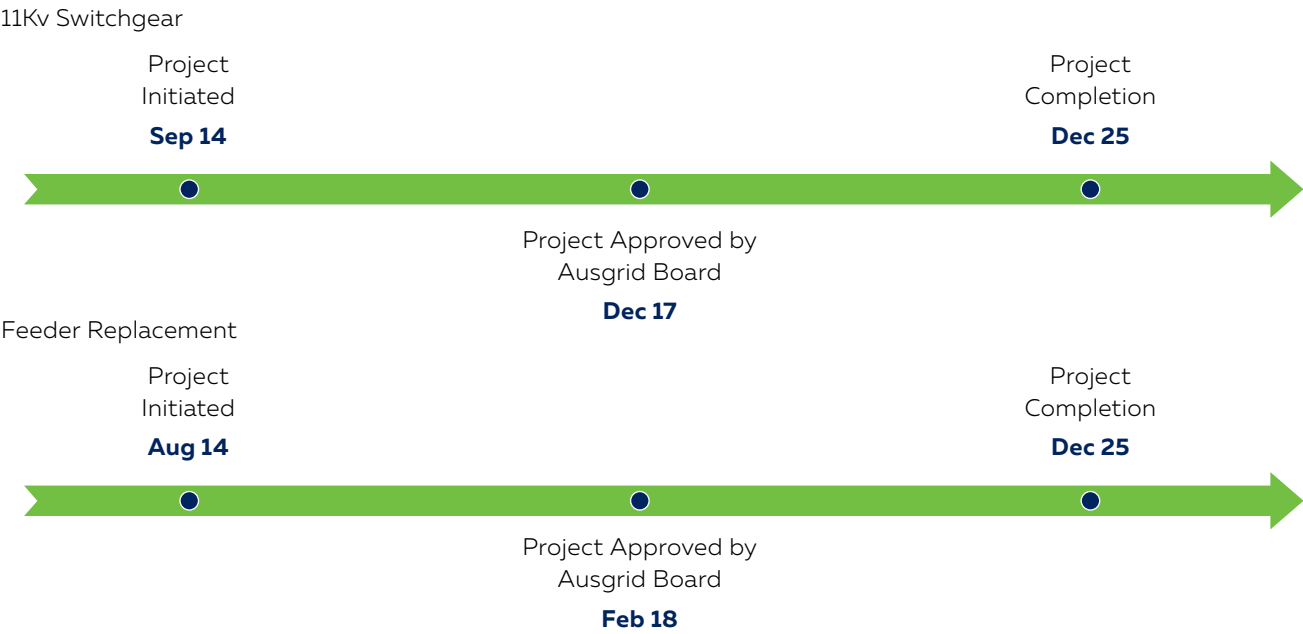 11Kv Switchgear
Project
Initiated
Sep 14
Project
Completion
Dec 25
Project Approved by
Ausgrid Board
Dec 17
Feeder Replacement
Project
Initiated
Aug 14
Project
Completion
Dec 25
Project Approved by
Ausgrid Board
Feb 18